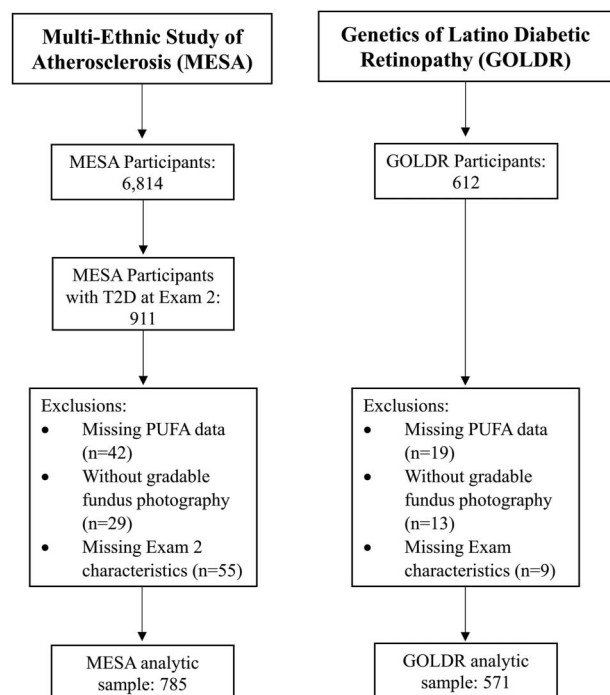 Multi-Ethnic Study of
Atherosclerosis (MESA)
MESA Participants:
6,814
MESA Participants
with T2D at Exam 2:
911
Exclusions:
• Missing PUFA data
(n=42)
• Without gradable
fundus photography
(n=29)
• Missing Exam 2
characteristics (n=55)
MESA analytic
sample: 785
Genetics of Latino Diabetic
Retinopathy (GOLDR)
GOLDR Participants:
612
Exclusions:
• Missing PUFA data
(n=19)
• Without gradable
fundus photography
(n=13)
• Missing Exam
characteristics (n=9)
GOLDR analytic
sample: 571